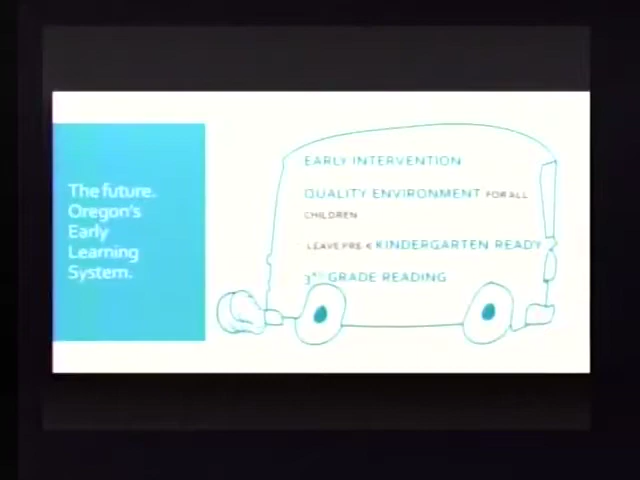 The future.
Oregon's
Early
Learning
System.
EARLY INTERVENTION
QUALITY ENVIRONMENT FOR ALL
CHILDREN
LEAVE PRE K KINDERGARTEN READY
3RD GRADE READING